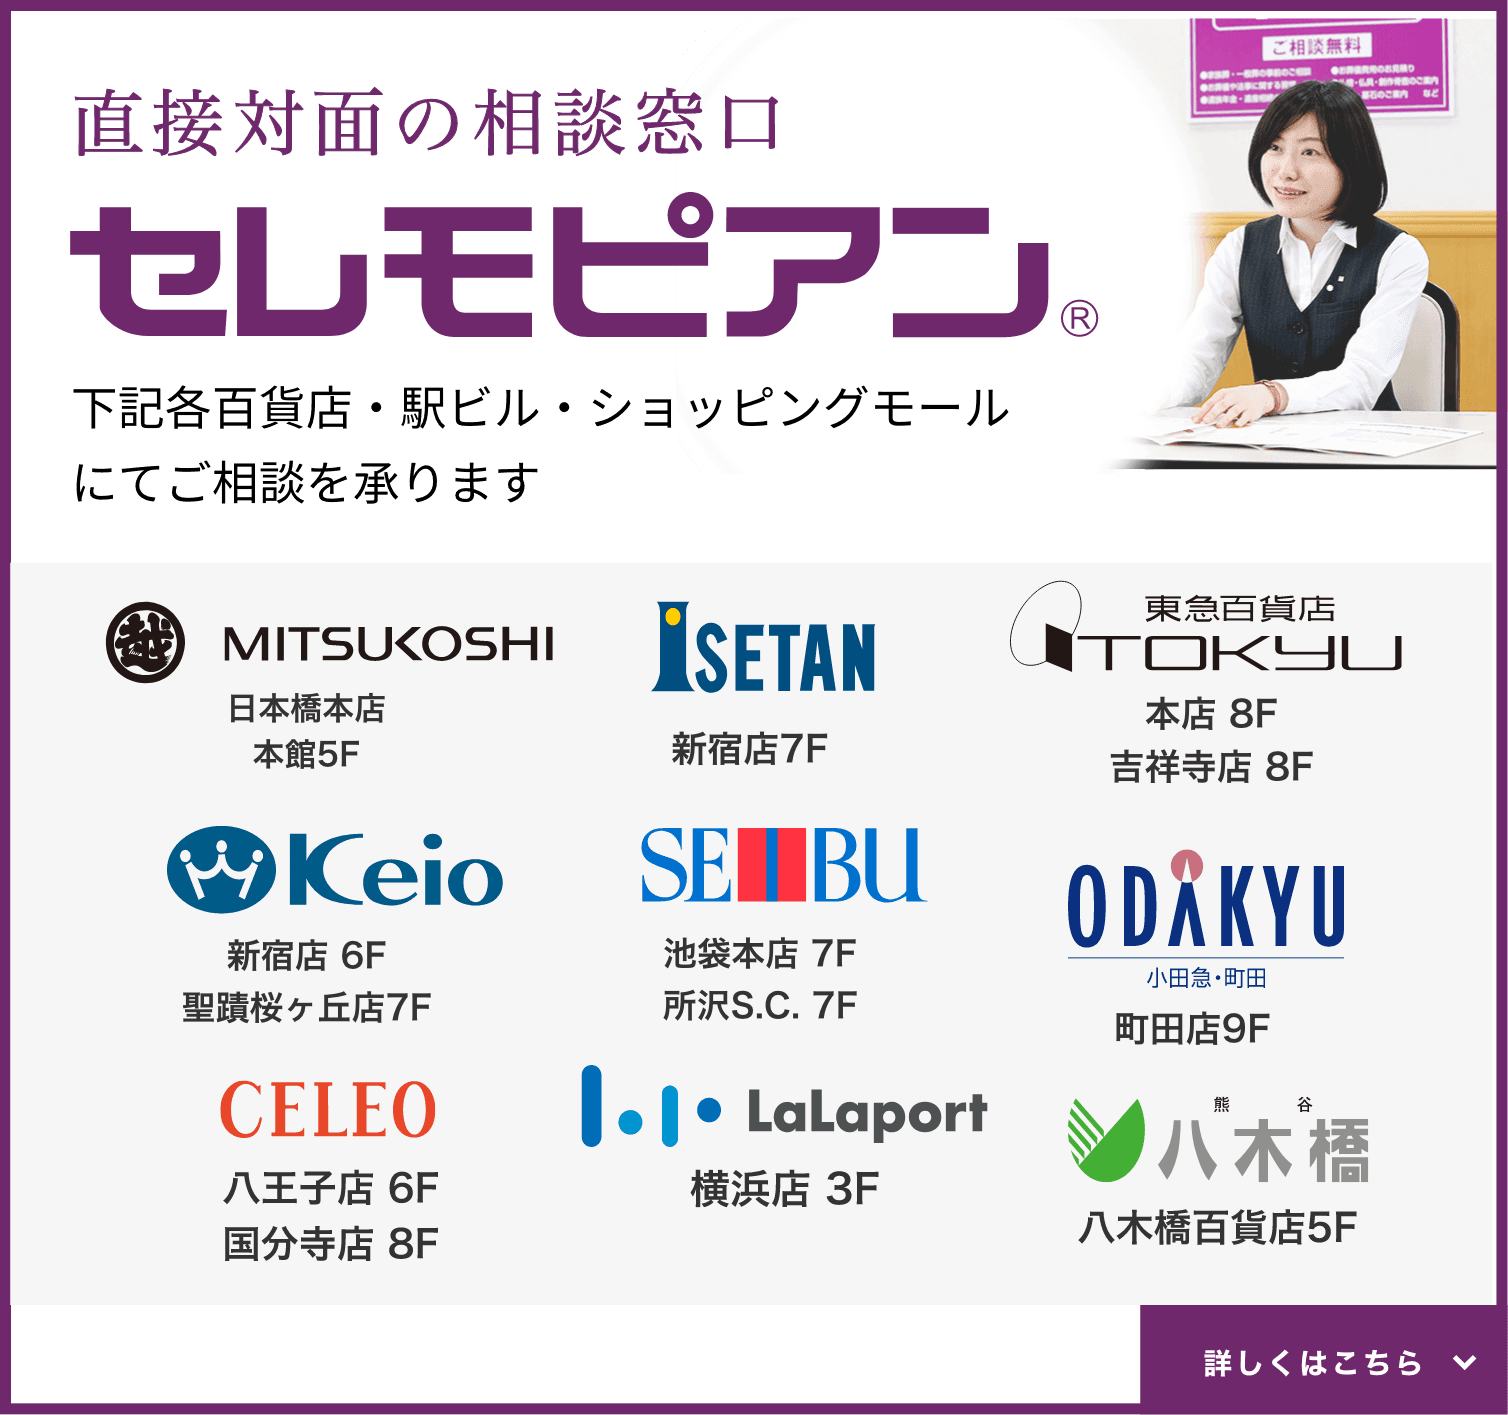 ご相談無料
直接対面の相談窓口
セレモピアン®
下記各百貨店・駅ビル・ショッピングモール
にてご相談を承ります
越 MITSUKOSHI
日本橋本店
本館5F
ISETAN
新宿店7F
東急百貨店
TOKYU
本店 8F
吉祥寺店 8F
Keio
新宿店 6F
聖蹟桜ヶ丘店7F
SEIBU
池袋本店 7F
所沢S.C. 7F
ODAKYU
小田急・町田
町田店9F
CELEO
八王子店 6F
国分寺店 8F
LaLaport
横浜店 3F
熊谷
八木橋
八木橋百貨店5F
詳しくはこちら